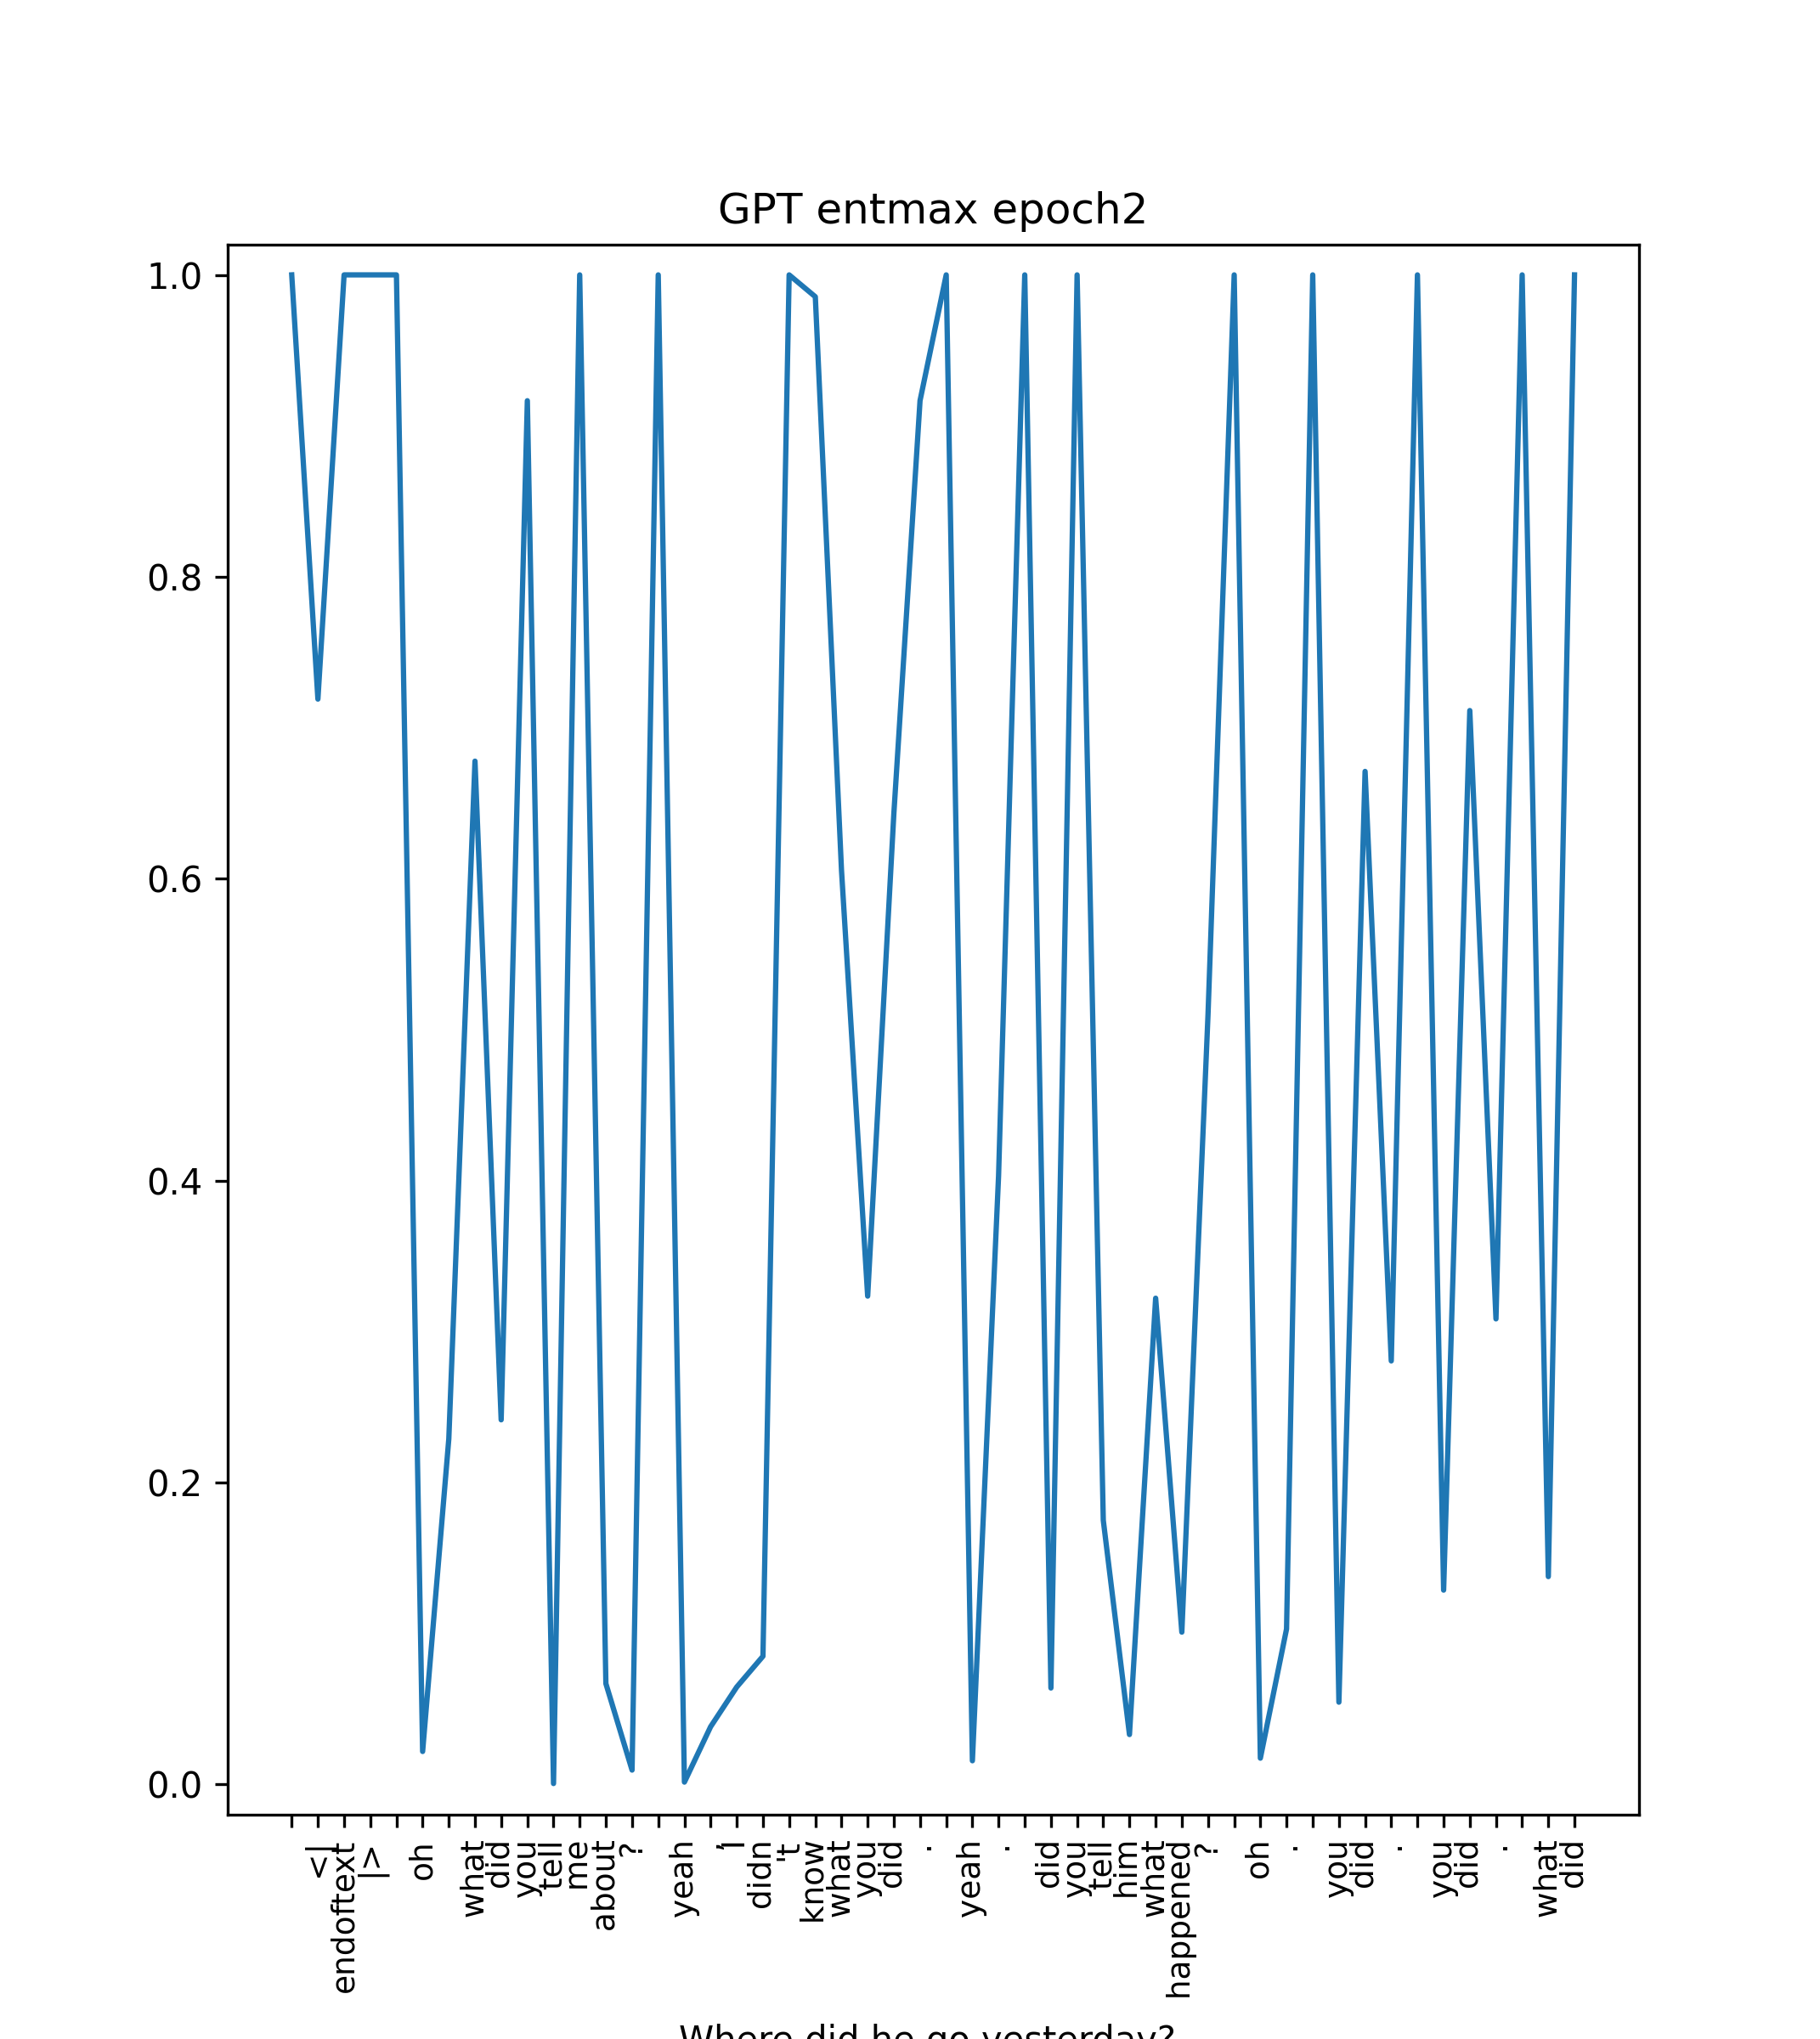 GPT entmax epoch2
1.0
0.8
0.6
0.4
0.2
0.0
<|
endoftext
|>
oh
what
did
you
tell
me
about
?
yeah
,
I
didn
't
know
what
you
did
.
yeah
.
did
you
tell
him
what
happened
?
oh
.
you
did
.
you
did
.
what
did
Where did he go yesterday?